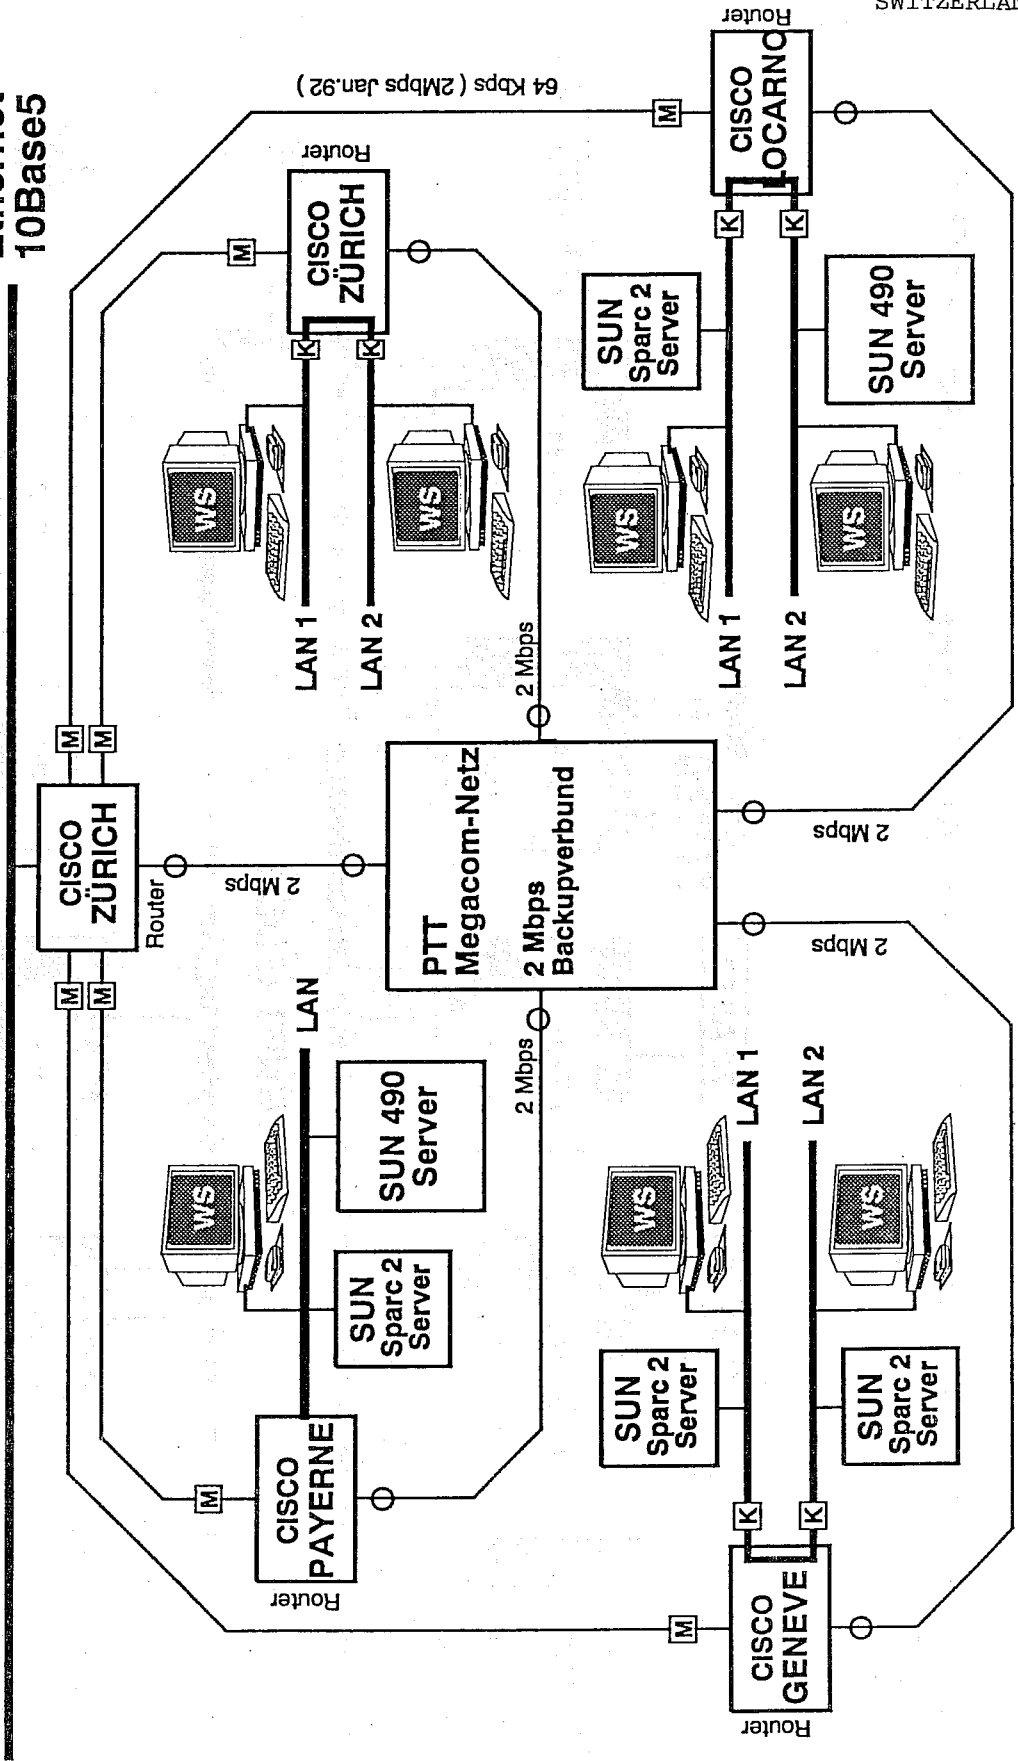 SWITZERLAN
10Base5
CISCO
ZÜRICH
Router
M
M
M
M
2 Mbps
64 Kbps ( 2Mbps Jan.92 )
CISCO
PAYERNE
Router
M
LAN
WS
SUN
Sparc 2
Server
SUN 490
Server
CISCO
ZÜRICH
Router
M
K
K
LAN 1
LAN 2
WS
WS
PTT
Megacom-Netz
2 Mbps
Backupverbund
2 Mbps
2 Mbps
2 Mbps
2 Mbps
CISCO
GENEVE
Router
M
K
K
LAN 1
LAN 2
WS
WS
SUN
Sparc 2
Server
SUN
Sparc 2
Server
CISCO
LOCARNO
Router
M
K
K
LAN 1
LAN 2
WS
WS
SUN
Sparc 2
Server
SUN 490
Server